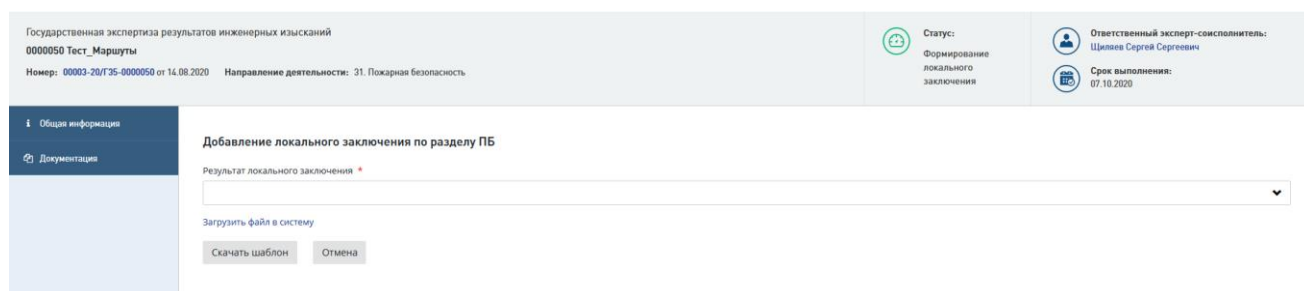 Государственная экспертиза результатов инженерных изысканий
0000050 Тест_Маршруты
Номер: 00003-20/Г35-0000050 от 14.08.2020 Направление деятельности: 31. Пожарная безопасность
Статус:
Формирование
локального
заключения
Ответственный эксперт-соисполнитель:
Щиляев Сергей Сергеевич
Срок выполнения:
07.10.2020
Общая информация
Документация
Добавление локального заключения по разделу ПБ
Результат локального заключения *
Загрузить файл в систему
Скачать шаблон Отмена